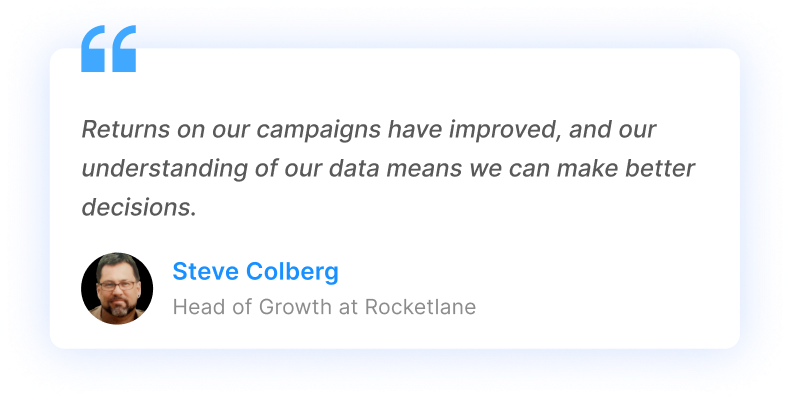 Returns on our campaigns have improved, and our
understanding of our data means we can make better
decisions.
Steve Colberg
Head of Growth at Rocketlane